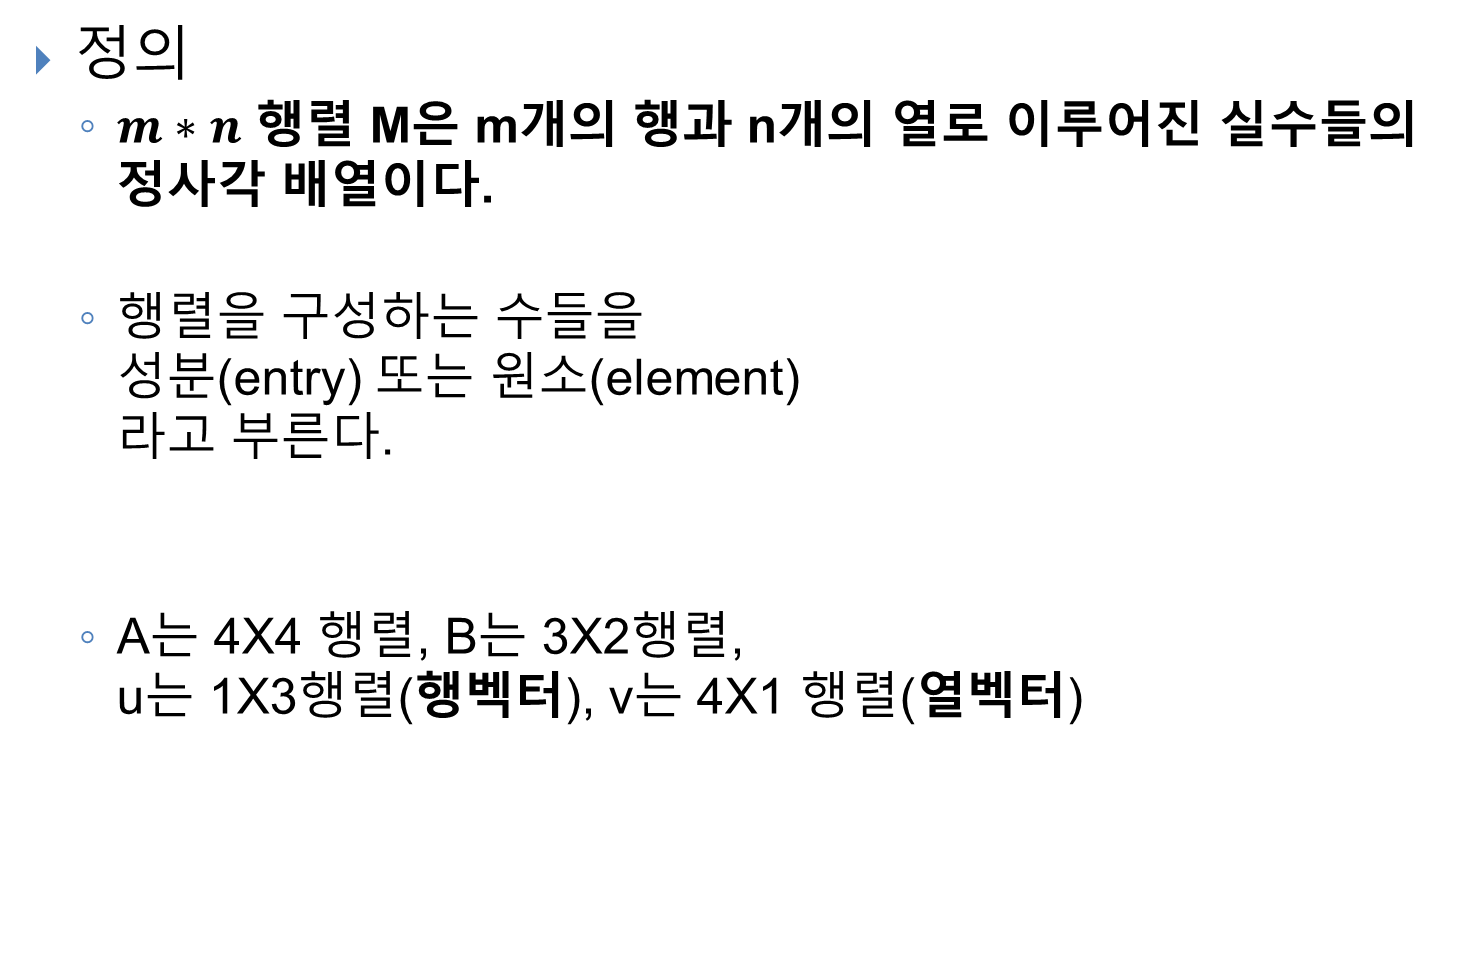 정의
m * n 행렬 M은 m개의 행과 n개의 열로 이루어진 실수들의
정사각 배열이다.
행렬을 구성하는 수들을
성분(entry) 또는 원소(element)
라고 부른다.
A는 4X4 행렬, B는 3X2행렬,
u는 1X3행렬(행벡터), v는 4X1 행렬(열벡터)